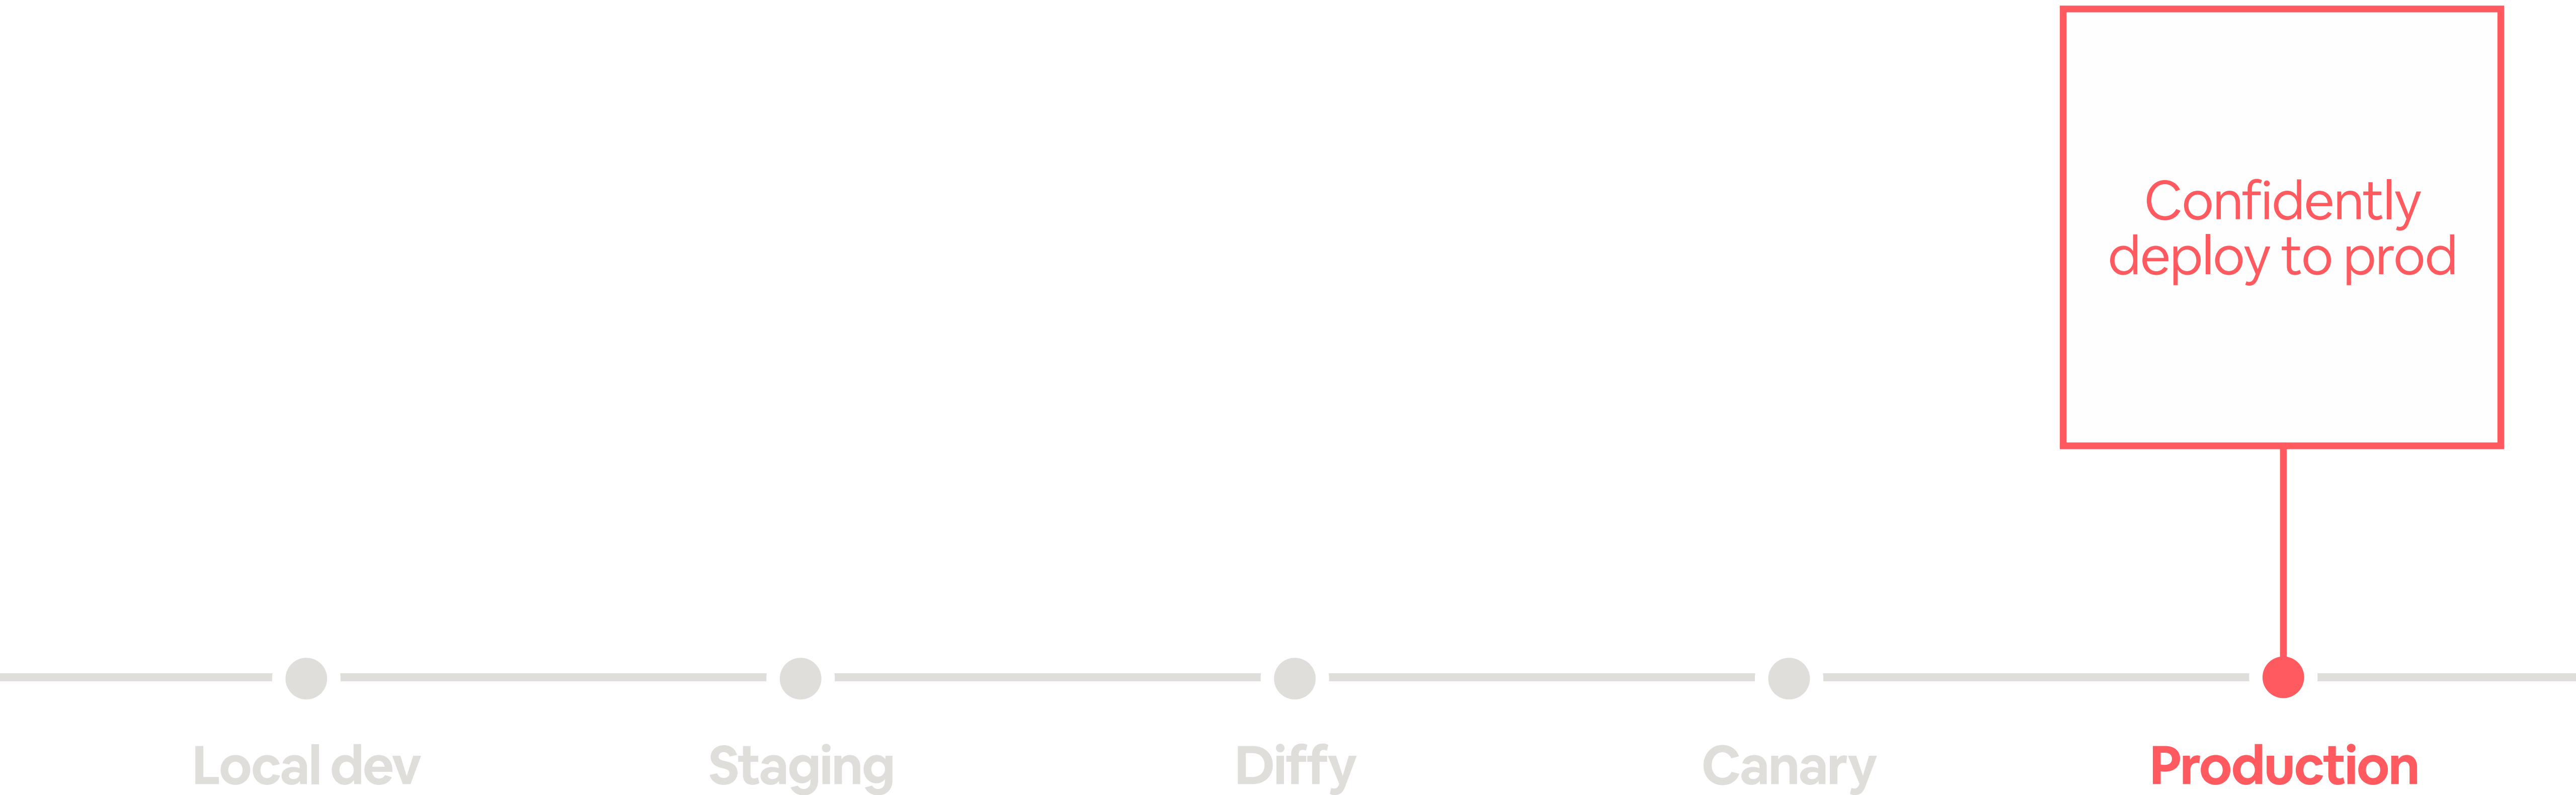 Confidently
deploy to prod
Local dev
Staging
Diffy
Canary
Production